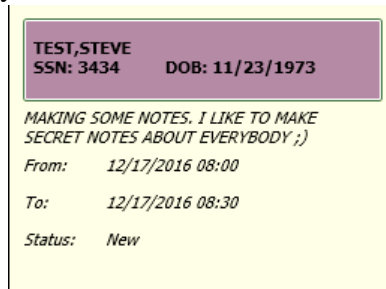 TEST,STEVE
SSN: 3434 DOB: 11/23/1973
MAKING SOME NOTES. I LIKE TO MAKE
SECRET NOTES ABOUT EVERYBODY ;)
From: 12/17/2016 08:00
To: 12/17/2016 08:30
Status: New